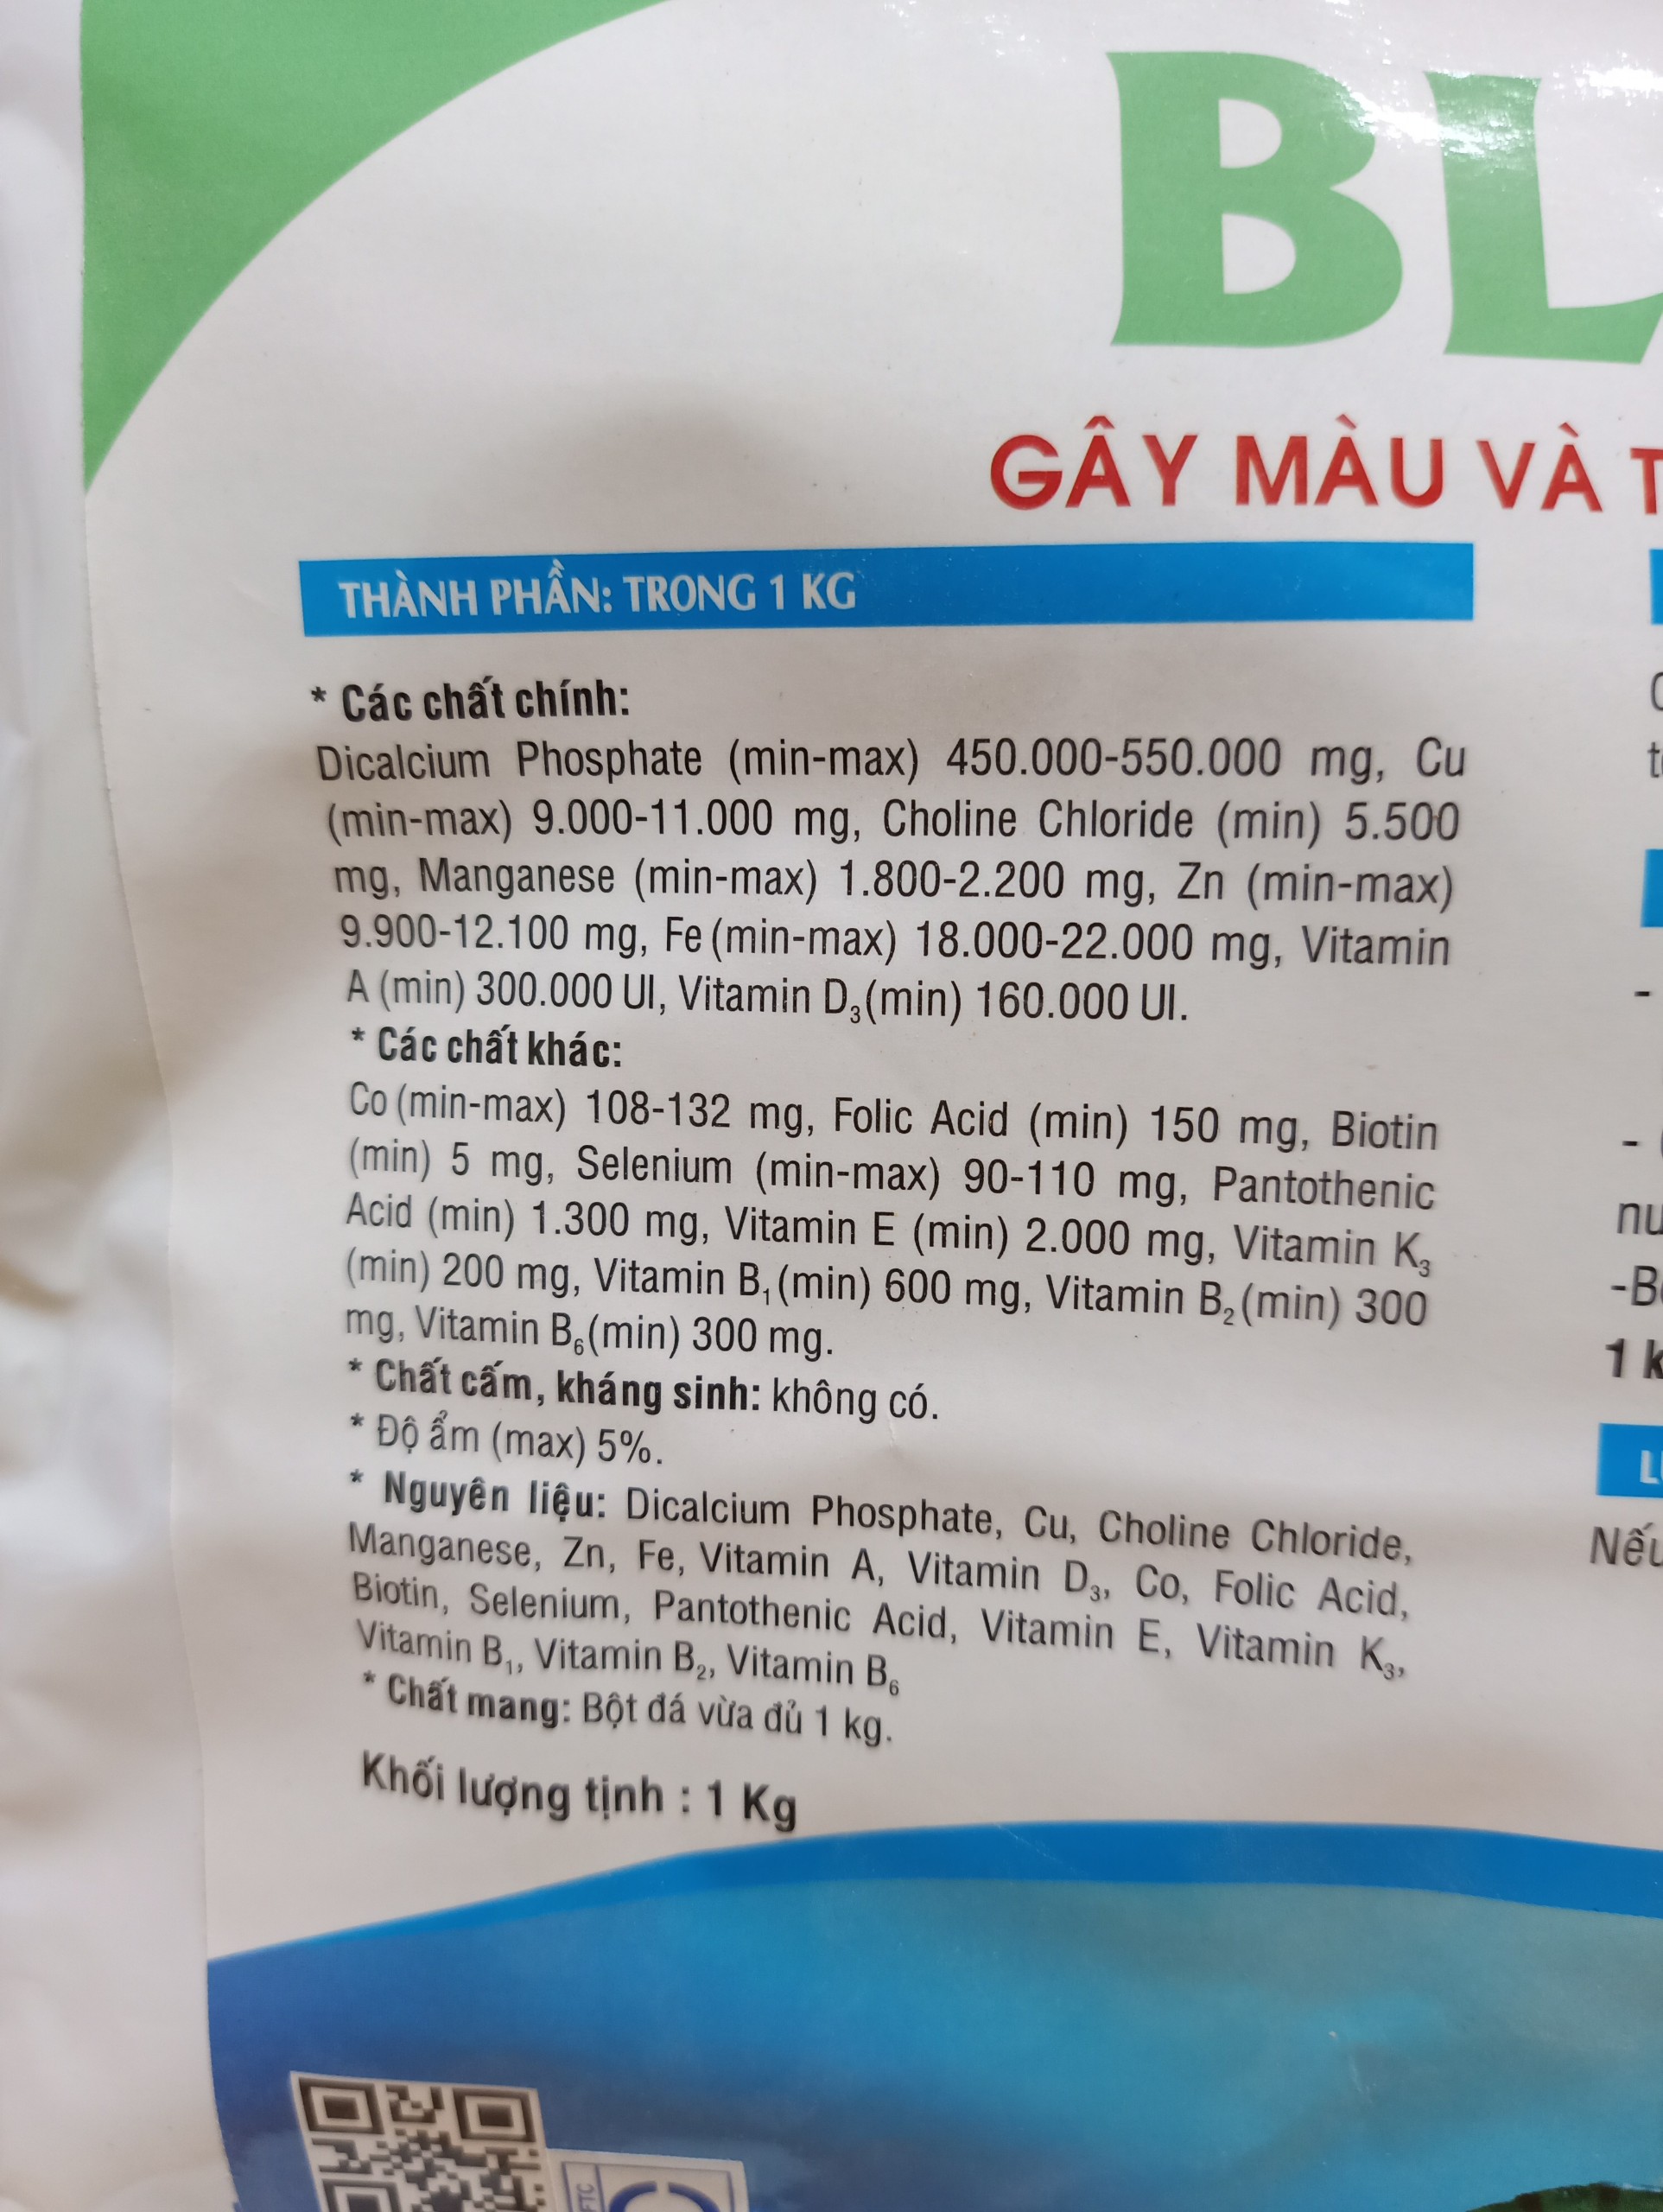 BL
GÂY MÀU VÀ T
THÀNH PHẦN: TRONG 1 KG
* Các chất chính:
Dicalcium Phosphate (min-max) 450.000-550.000 mg, Cu
(min-max) 9.000-11.000 mg, Choline Chloride (min) 5.500
mg, Manganese (min-max) 1.800-2.200 mg, Zn (min-max)
9.900-12.100 mg, Fe (min-max) 18.000-22.000 mg, Vitamin
A (min) 300.000 UI, Vitamin D₃ (min) 160.000 UI.
* Các chất khác:
Co (min-max) 108-132 mg, Folic Acid (min) 150 mg, Biotin
(min) 5 mg, Selenium (min-max) 90-110 mg, Pantothenic
Acid (min) 1.300 mg, Vitamin E (min) 2.000 mg, Vitamin K₃
(min) 200 mg, Vitamin B₁ (min) 600 mg, Vitamin B₂ (min) 300
mg, Vitamin B₆ (min) 300 mg.
* Chất cấm, kháng sinh: không có.
* Độ ẩm (max) 5%.
* Nguyên liệu: Dicalcium Phosphate, Cu, Choline Chloride,
Manganese, Zn, Fe, Vitamin A, Vitamin D₃, Co, Folic Acid,
Biotin, Selenium, Pantothenic Acid, Vitamin E, Vitamin K₃,
Vitamin B₁, Vitamin B₂, Vitamin B₆
* Chất mang: Bột đá vừa đủ 1 kg.
Khối lượng tịnh : 1 Kg
nu
1 k
Nếu